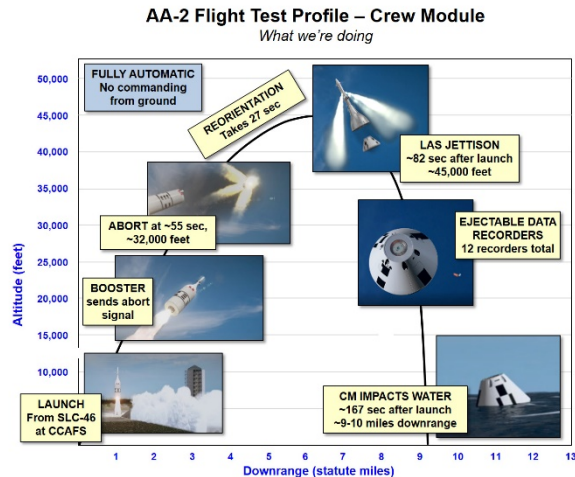 AA-2 Flight Test Profile – Crew Module
What we're doing
FULLY AUTOMATIC
No commanding
from ground
REORIENTATION
Takes 27 sec
LAS JETTISON
~82 sec after launch
~45,000 feet
ABORT at ~55 sec,
~32,000 feet
EJECTABLE DATA
RECORDERS
12 recorders total
BOOSTER
sends abort
signal
LAUNCH
From SLC-46
at CCAFS
CM IMPACTS WATER
~167 sec after launch
~9-10 miles downrange
Altitude (feet)
50,000
45,000
40,000
35,000
30,000
25,000
20,000
15,000
10,000
1 2 3 4 5 6 7 8 9 10 11 12 13
Downrange (statute miles)